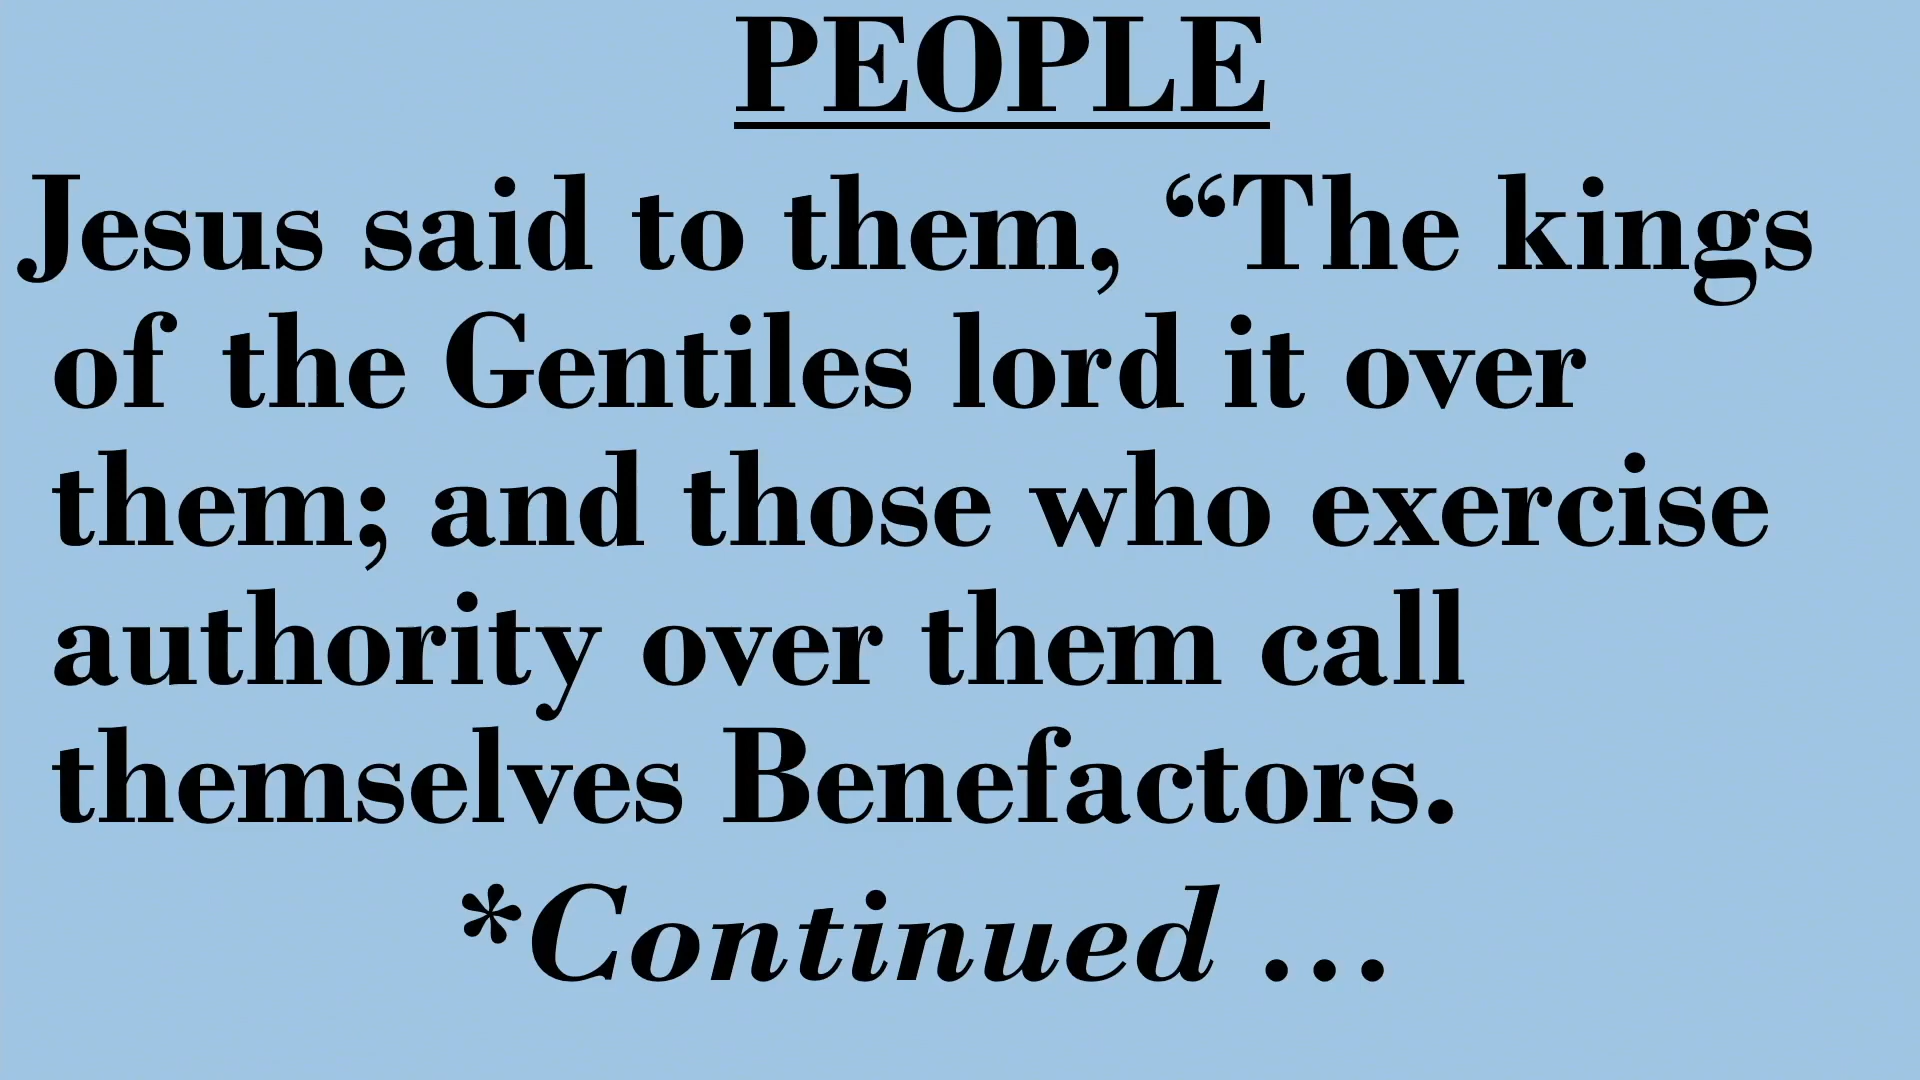 PEOPLE
Jesus said to them, “The kings
of the Gentiles lord it over
them; and those who exercise
authority over them call
themselves Benefactors.
*Continued …